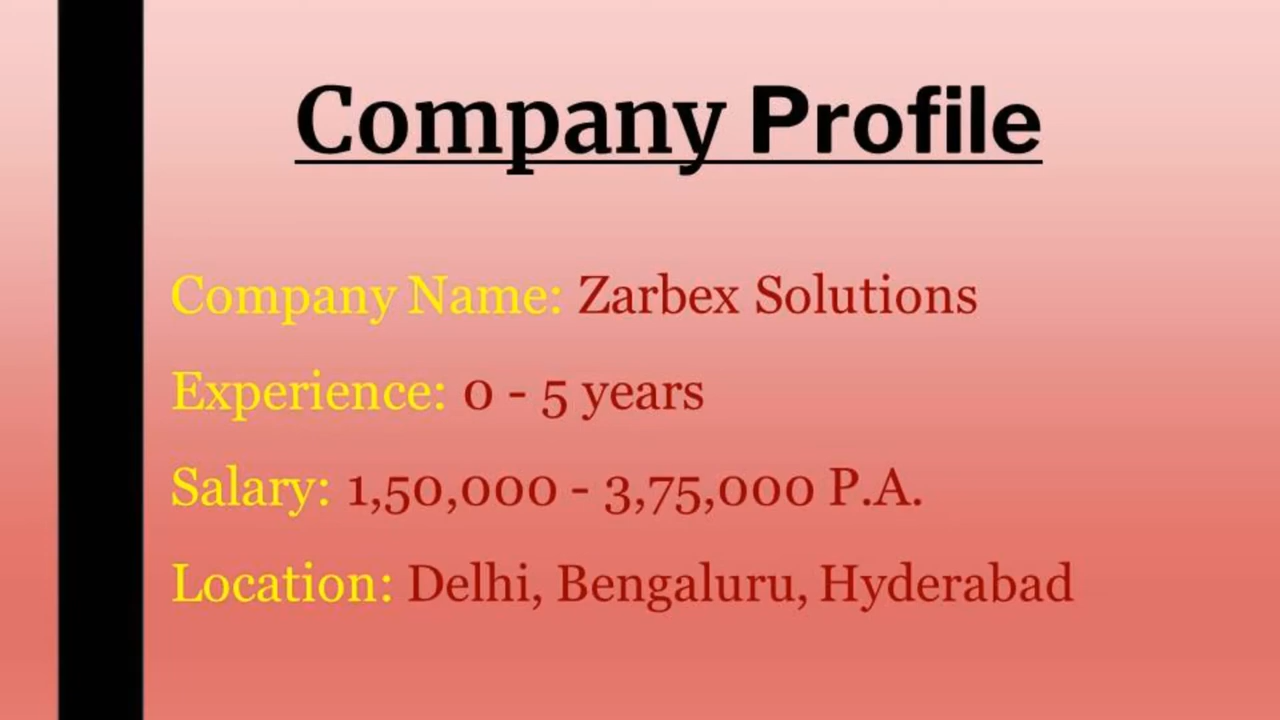 Company Profile
Company Name: Zarbex Solutions
Experience: 0 - 5 years
Salary: 1,50,000 - 3,75,000 P.A.
Location: Delhi, Bengaluru, Hyderabad